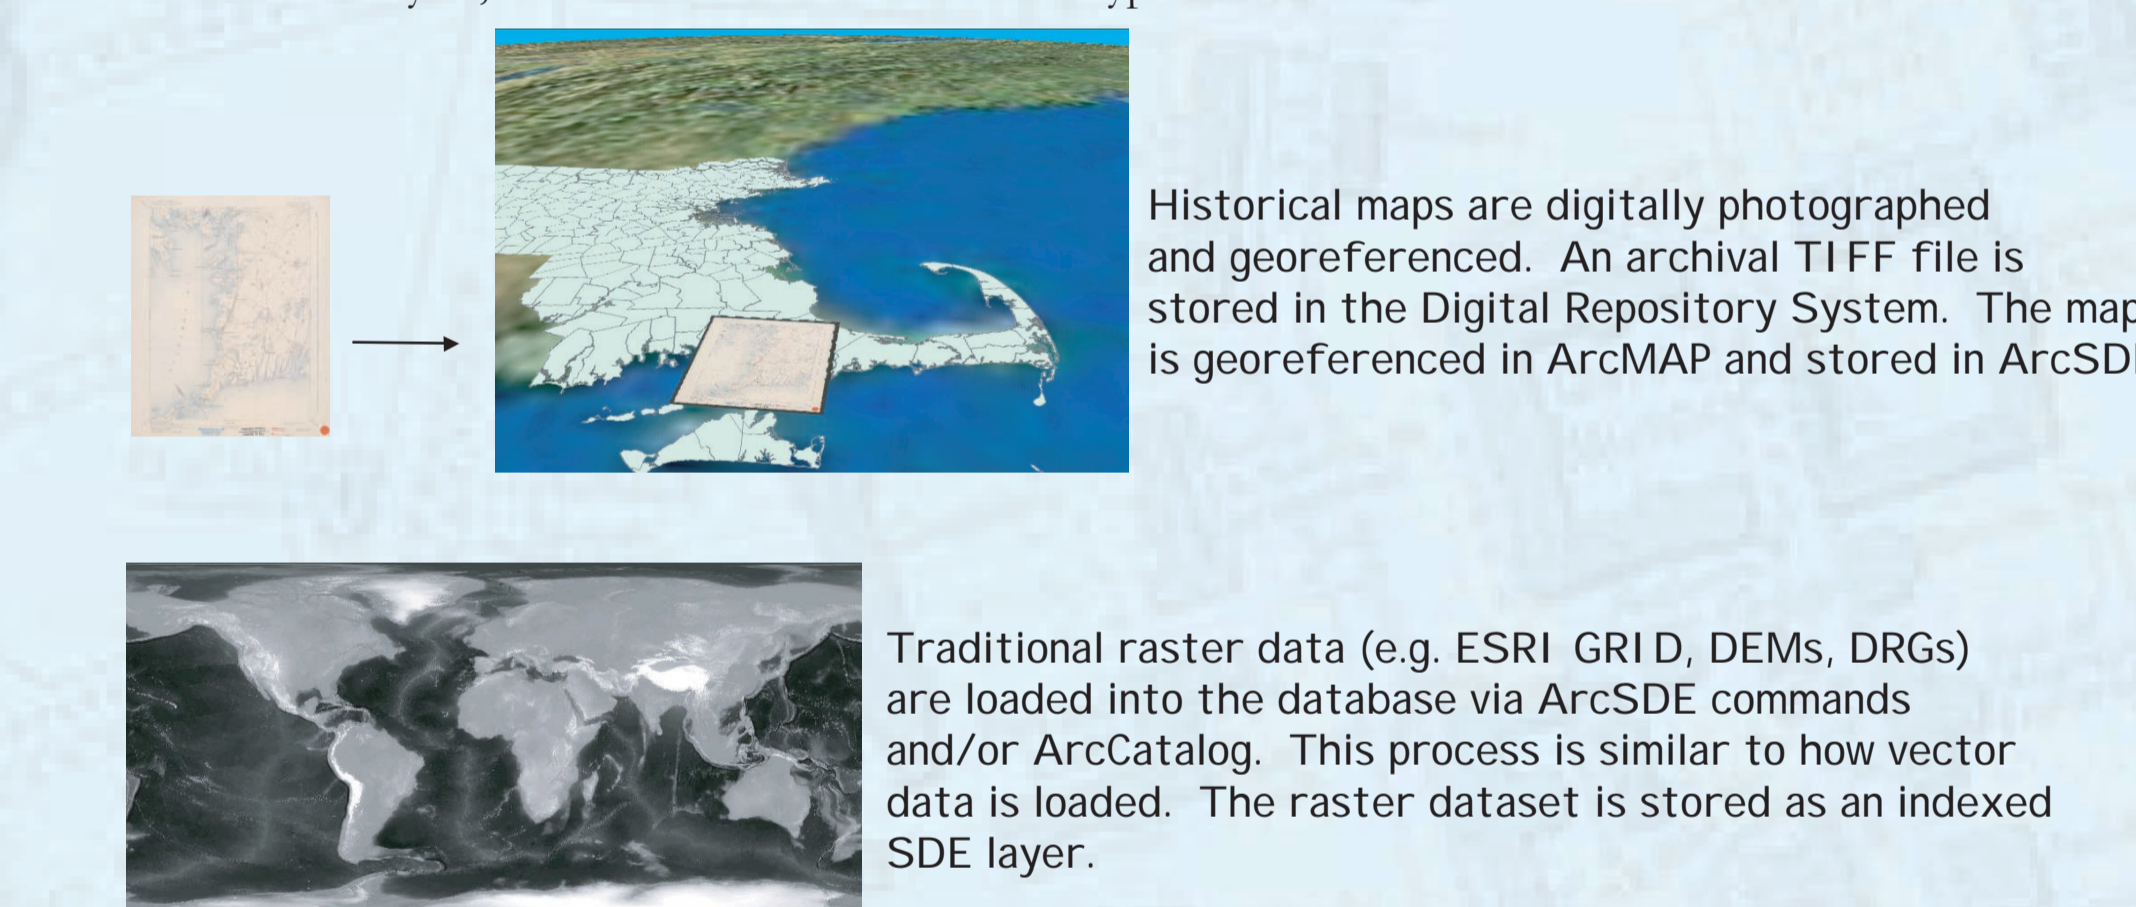 Historical maps are digitally photographed
and georeferenced. An archival TIFF file is
stored in the Digital Repository System. The map
is georeferenced in ArcMAP and stored in ArcSD
Traditional raster data (e.g. ESRI GRID, DEMs, DRGs)
are loaded into the database via ArcSDE commands
and/or ArcCatalog. This process is similar to how vector
data is loaded. The raster dataset is stored as an indexed
SDE layer.